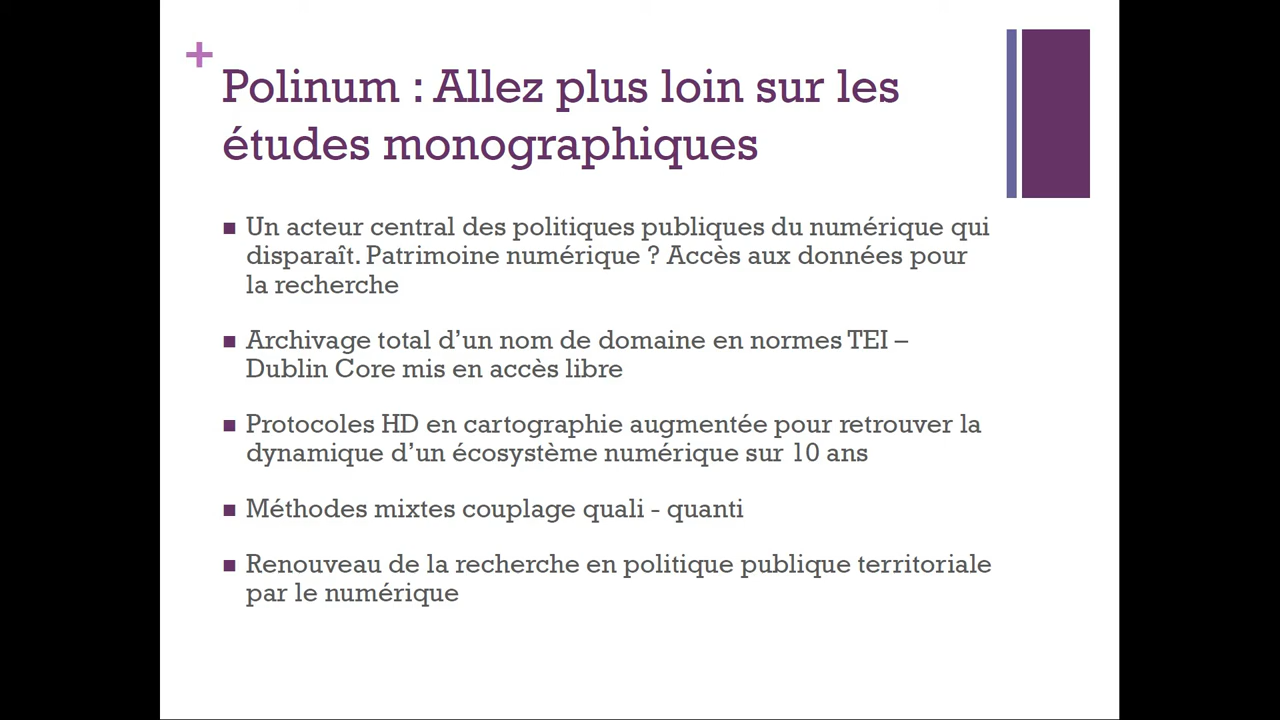 Polinum : Allez plus loin sur les
études monographiques
Un acteur central des politiques publiques du numérique qui
disparaît. Patrimoine numérique ? Accès aux données pour
la recherche
Archivage total d’un nom de domaine en normes TEI –
Dublin Core mis en accès libre
Protocoles HD en cartographie augmentée pour retrouver la
dynamique d’un écosystème numérique sur 10 ans
Méthodes mixtes couplage quali - quanti
Renouveau de la recherche en politique publique territoriale
par le numérique